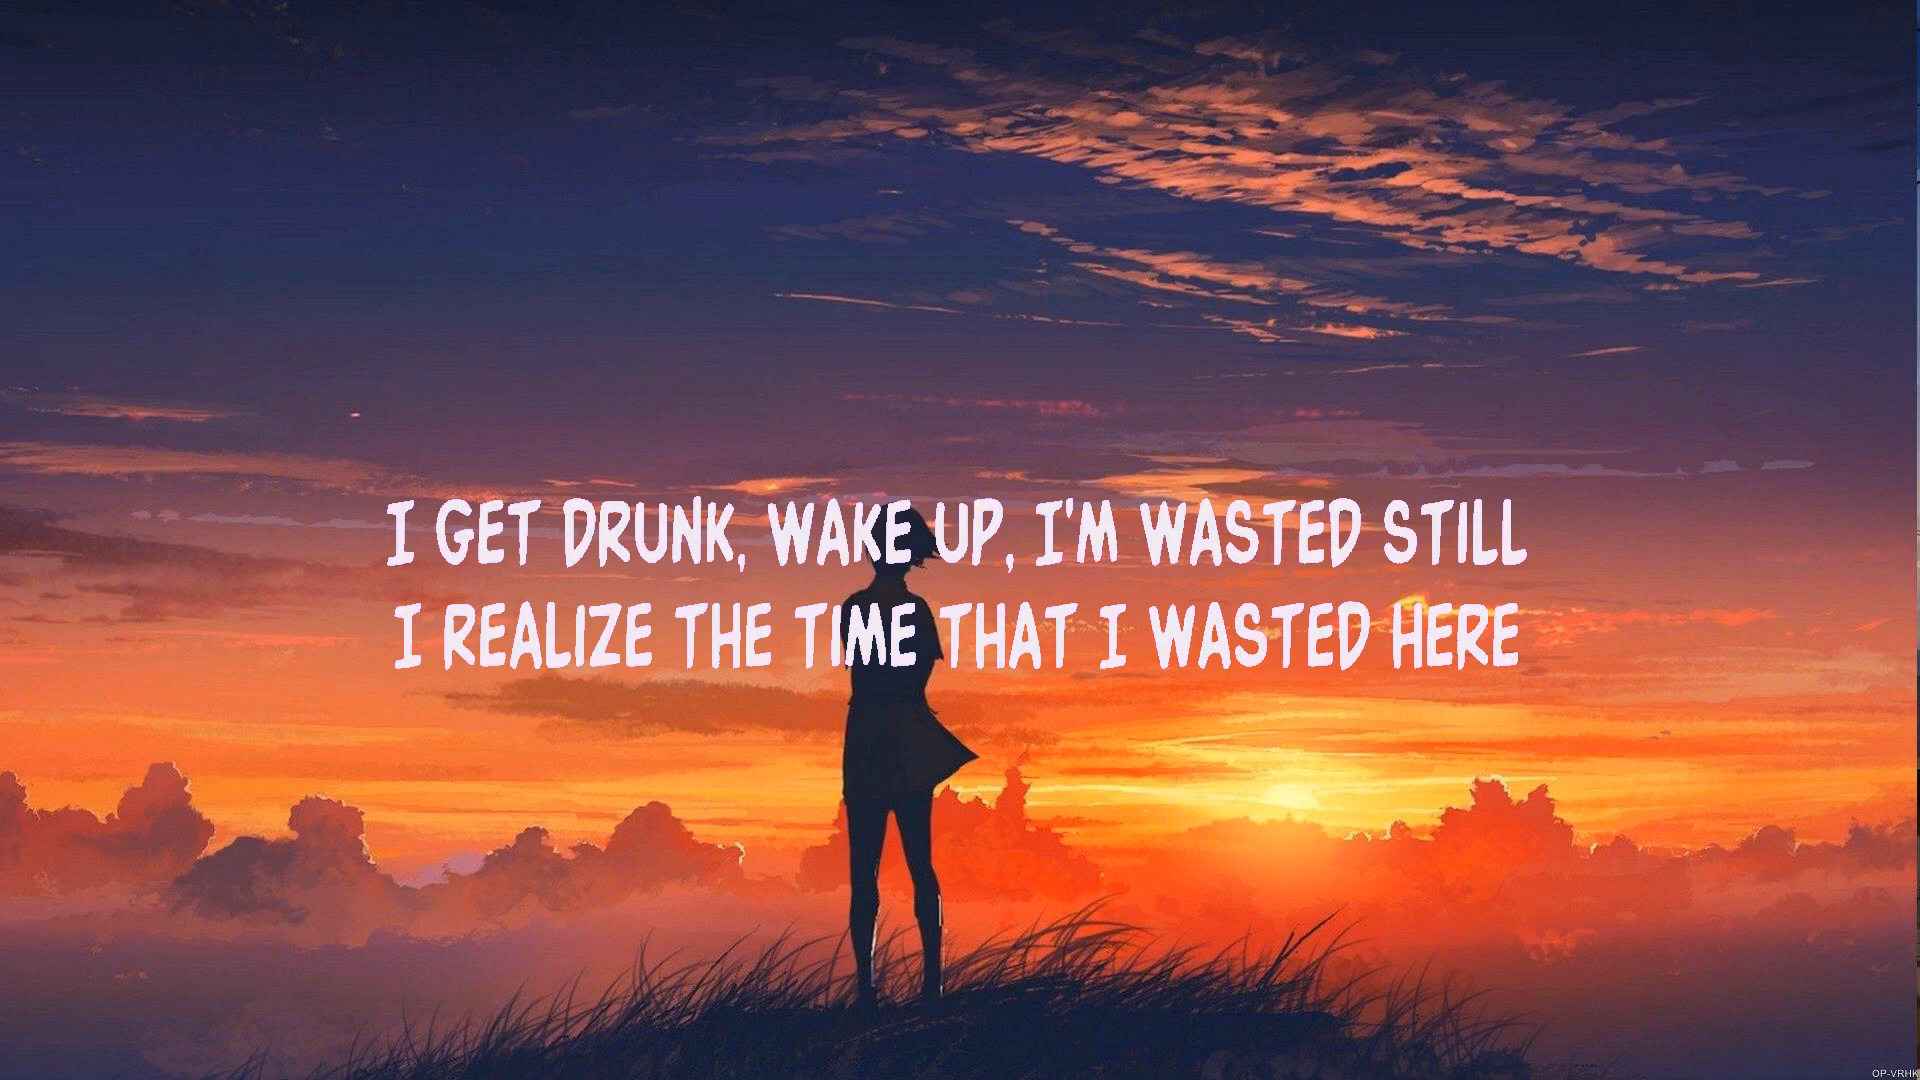 I GET DRUNK, WAKE UP, I'M WASTED STILL
I REALIZE THE TIME THAT I WASTED HERE
OP-VRHK